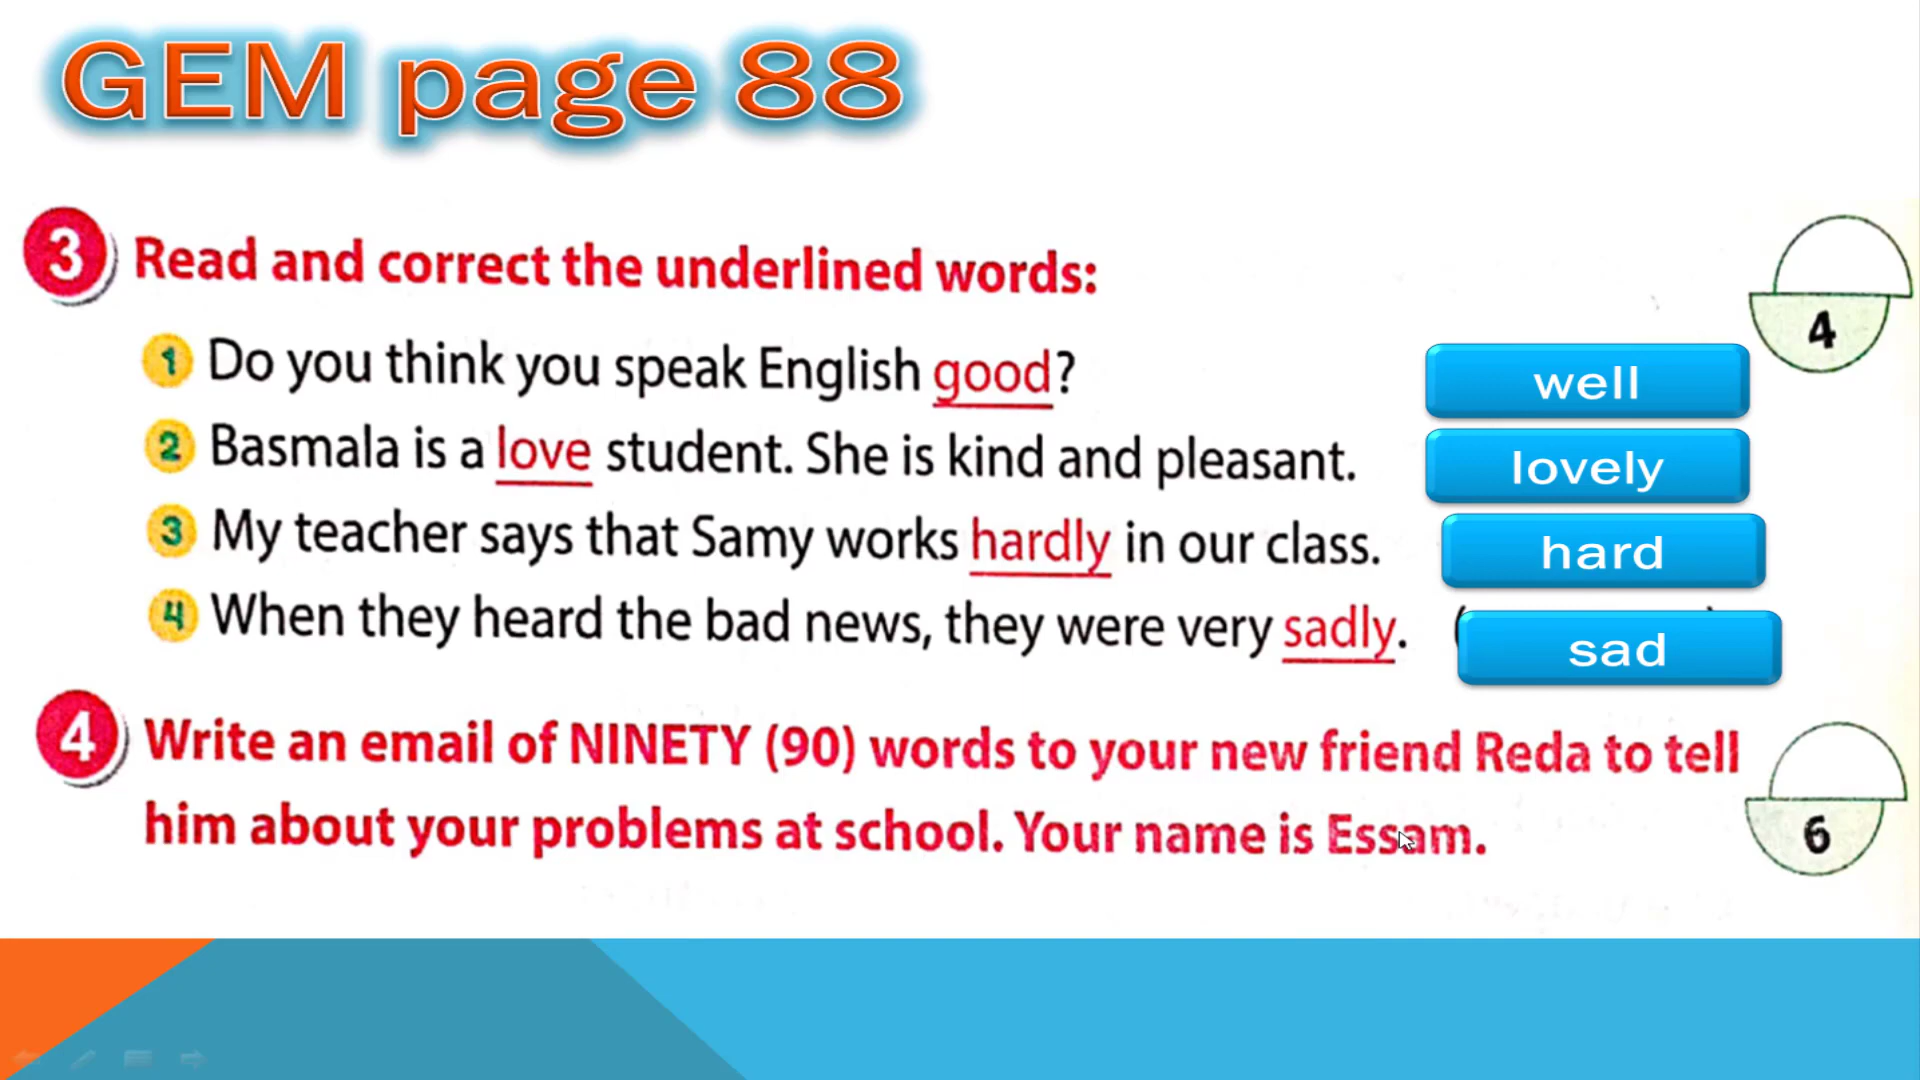 GEM page 88
3 Read and correct the underlined words:
4
1 Do you think you speak English good?
well
2 Basmala is a love student. She is kind and pleasant.
lovely
3 My teacher says that Samy works hardly in our class.
hard
4 When they heard the bad news, they were very sadly. (
sad
4 Write an email of NINETY (90) words to your new friend Reda to tell
him about your problems at school. Your name is Essam.
6